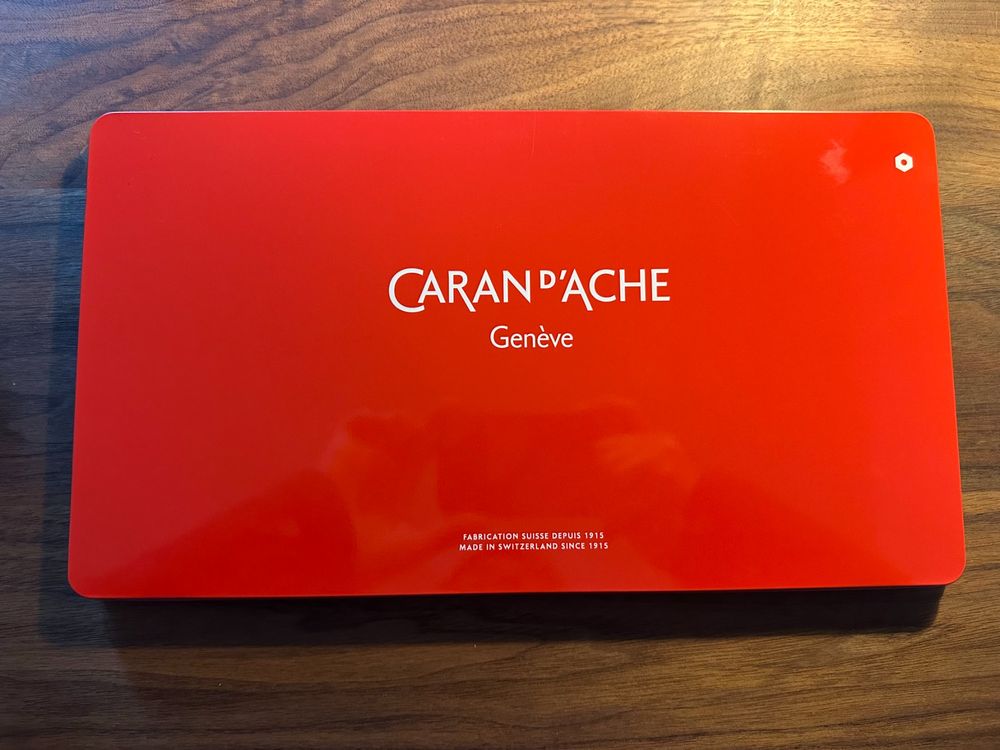 CARAN D'ACHE
Genève
FABRICATION SUISSE DEPUIS 1915
MADE IN SWITZERLAND SINCE 1915